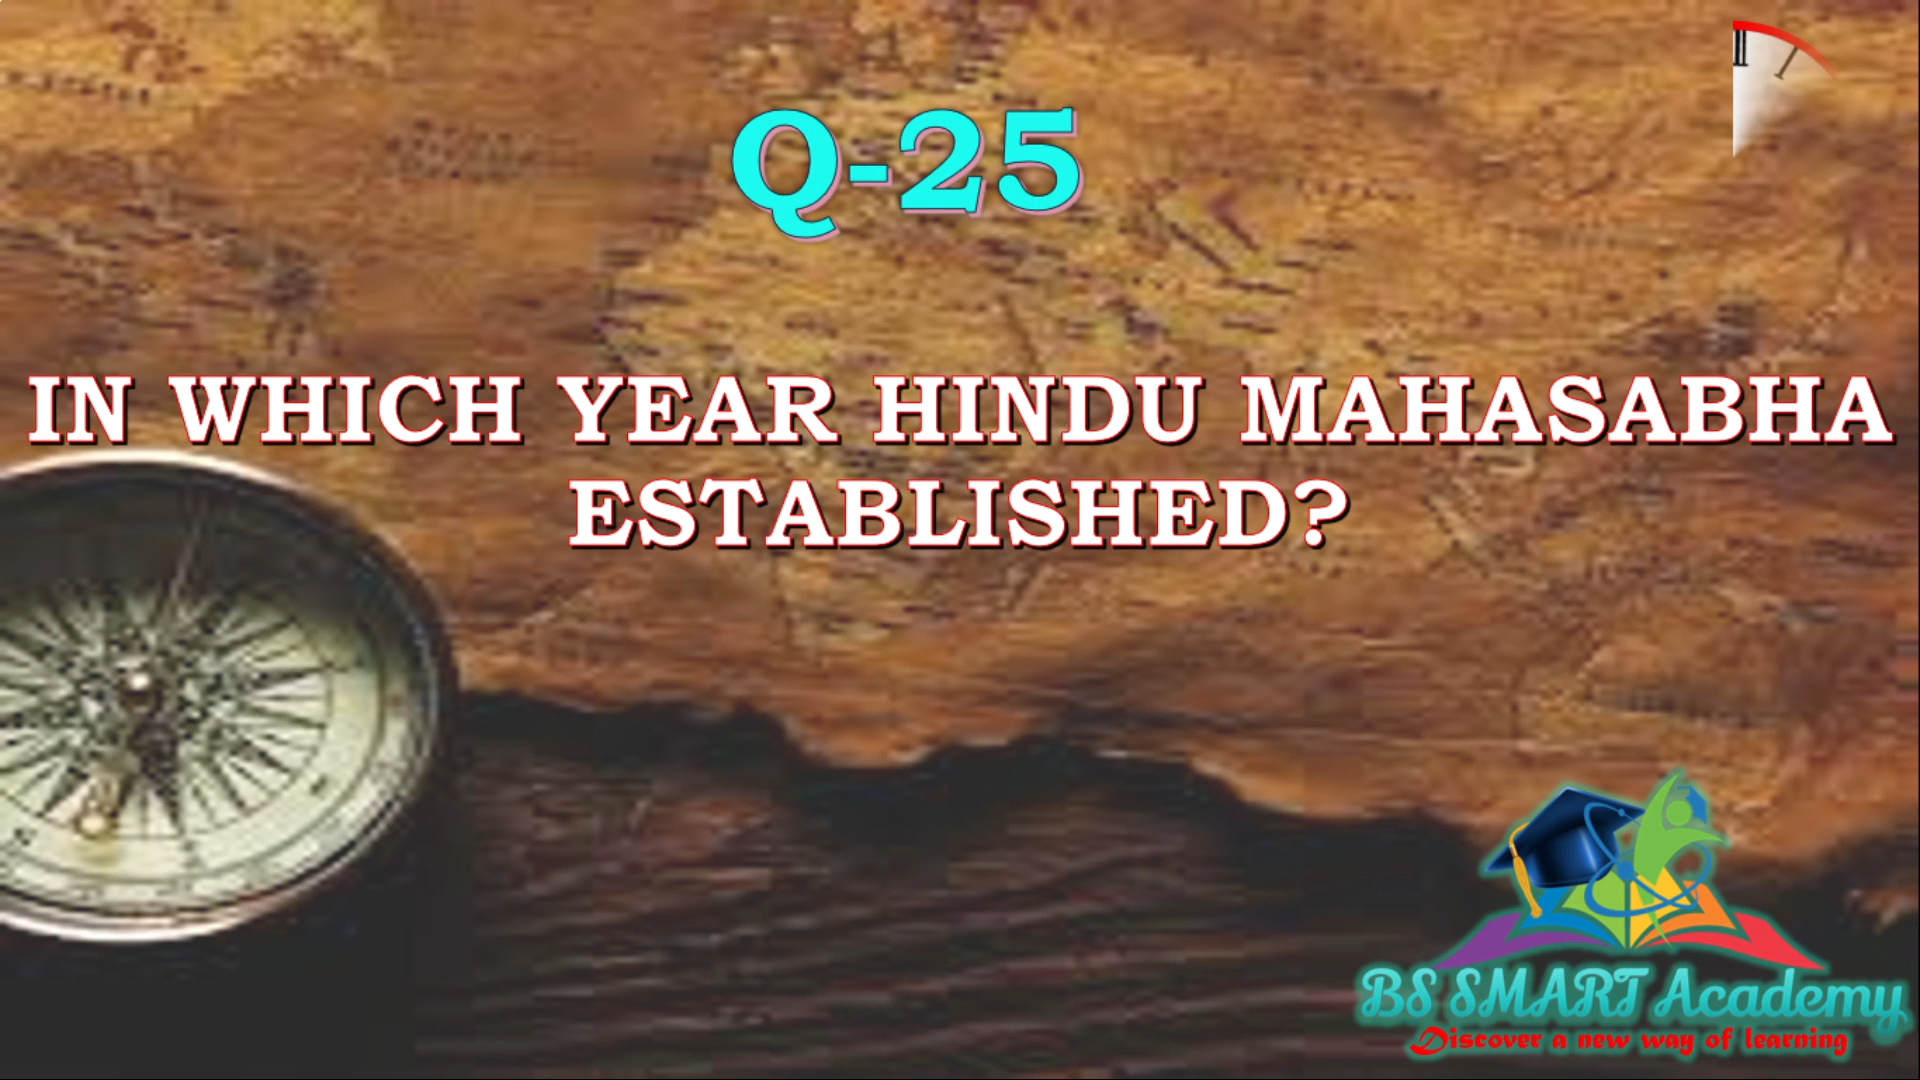 Q-25
IN WHICH YEAR HINDU MAHASABHA
ESTABLISHED?
BS SMART Academy
Discover a new way of learning